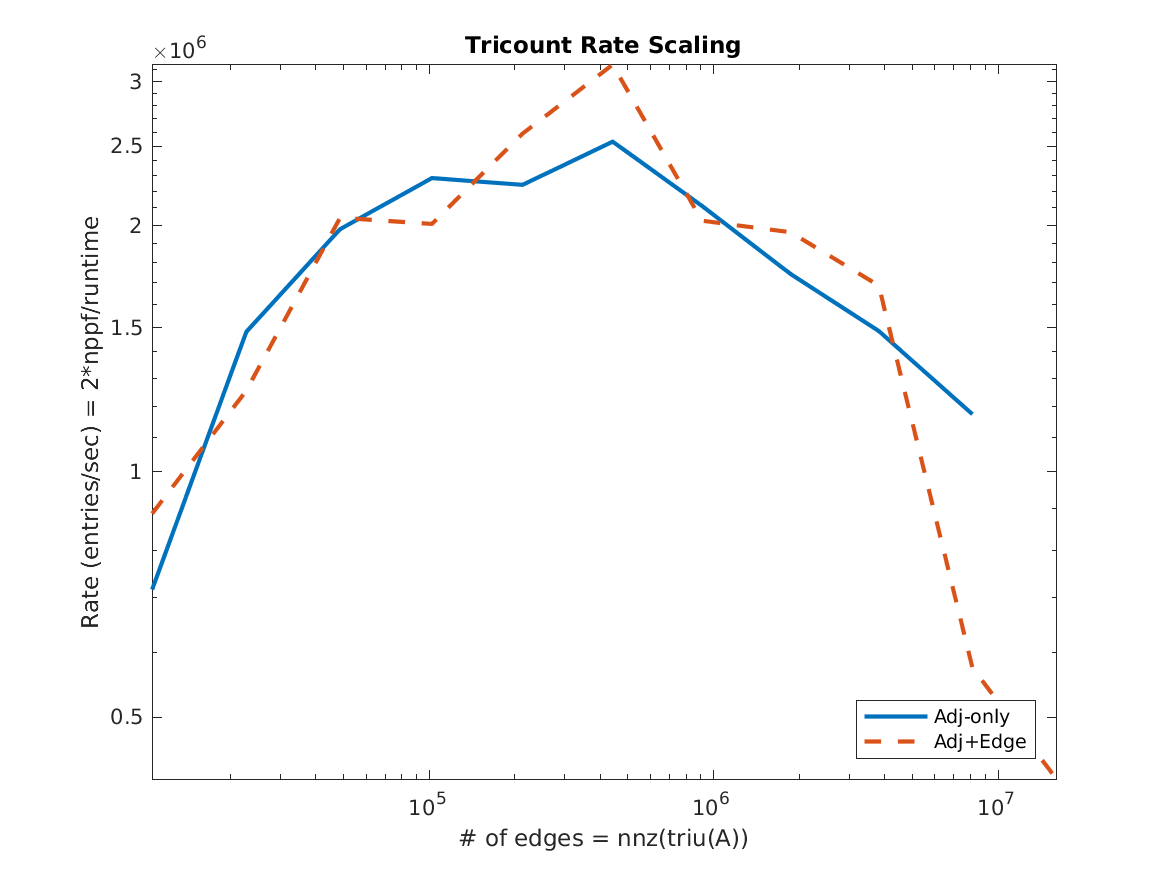 Tricount Rate Scaling
×10^6
3
2.5
2
1.5
1
0.5
Rate (entries/sec) = 2*nppf/runtime
Adj-only
Adj+Edge
10^5
10^6
10^7
# of edges = nnz(triu(A))